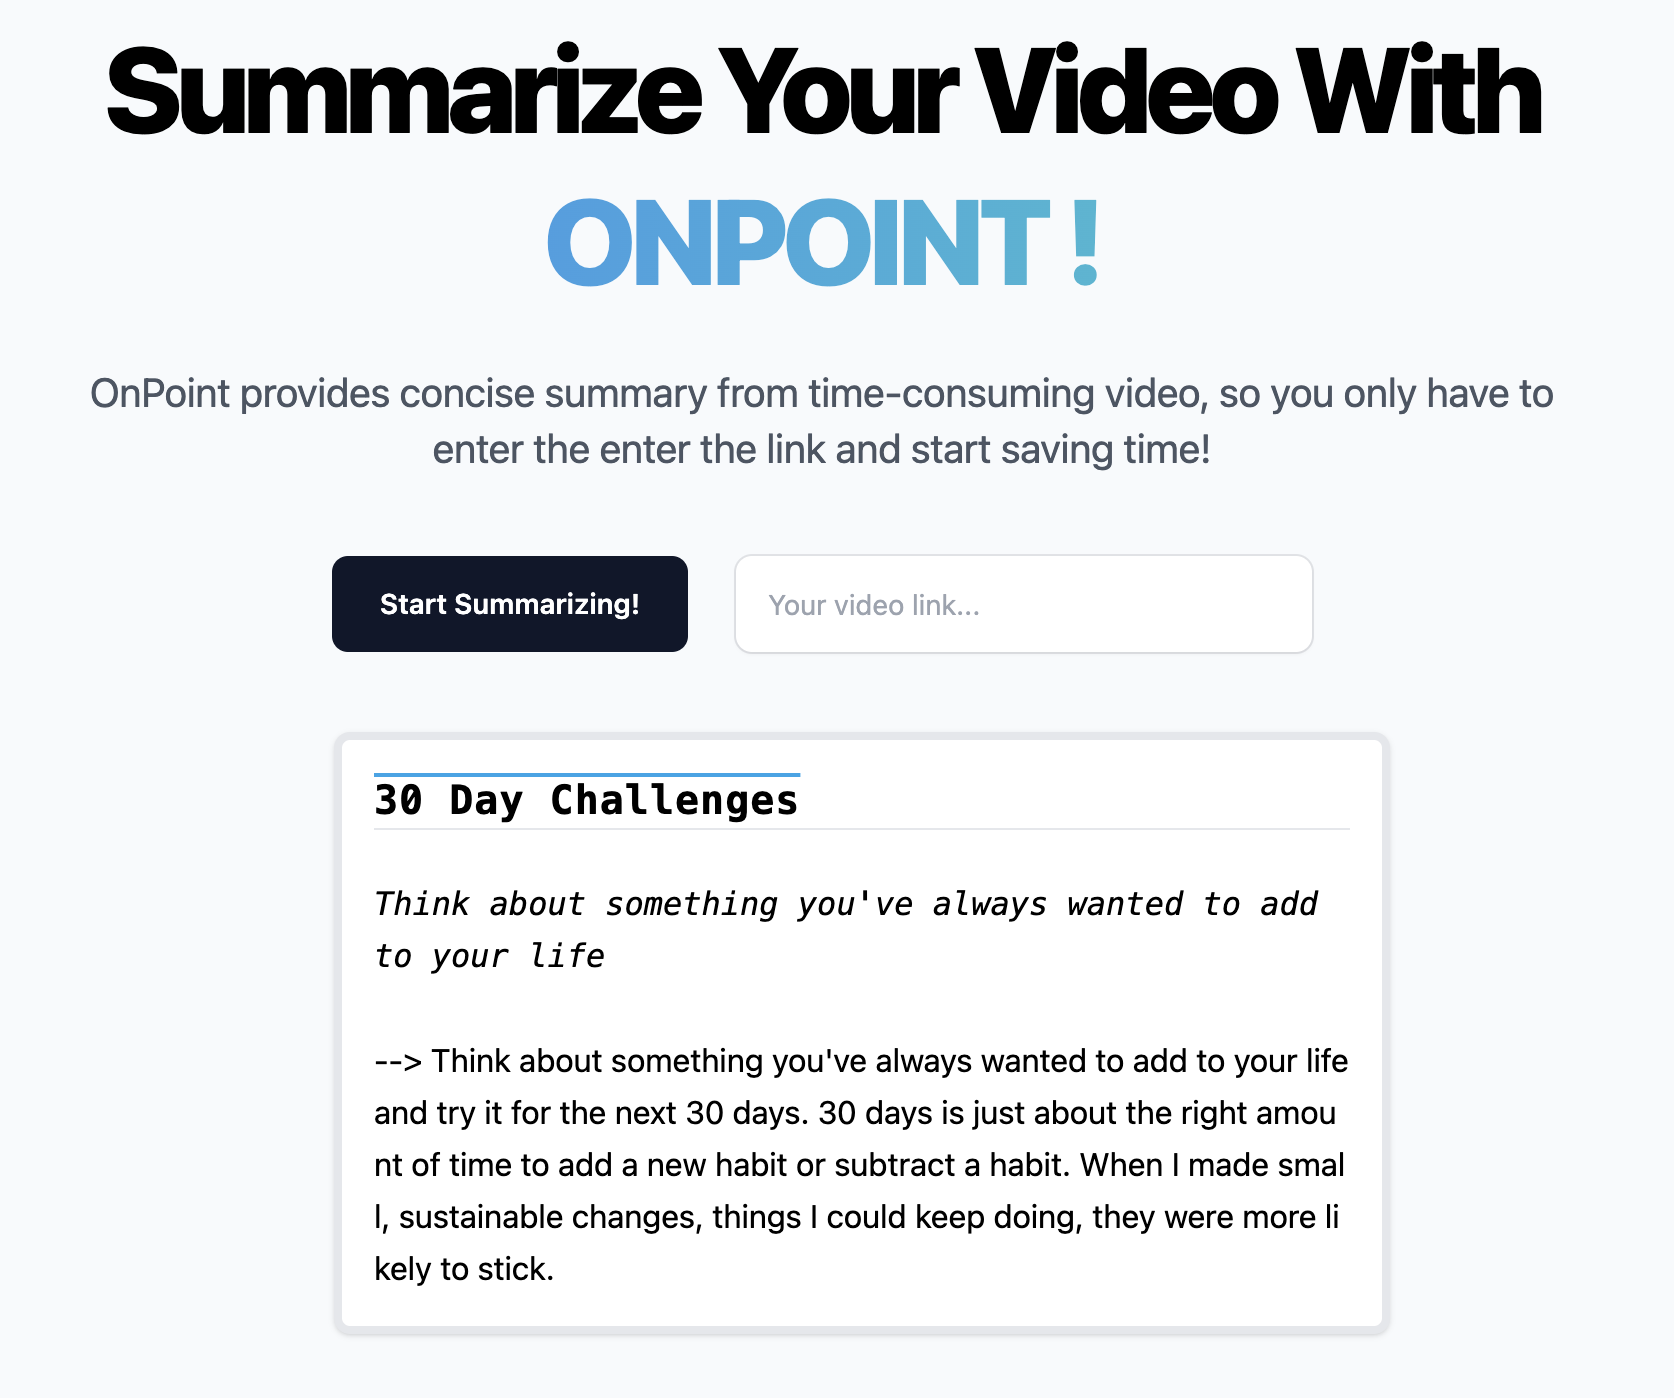 Summarize Your Video With
ONPOINT !
OnPoint provides concise summary from time-consuming video, so you only have to
enter the enter the link and start saving time!
Start Summarizing!
Your video link...
30 Day Challenges
Think about something you've always wanted to add
to your life
--> Think about something you've always wanted to add to your life
and try it for the next 30 days. 30 days is just about the right amou
nt of time to add a new habit or subtract a habit. When I made smal
l, sustainable changes, things I could keep doing, they were more li
kely to stick.